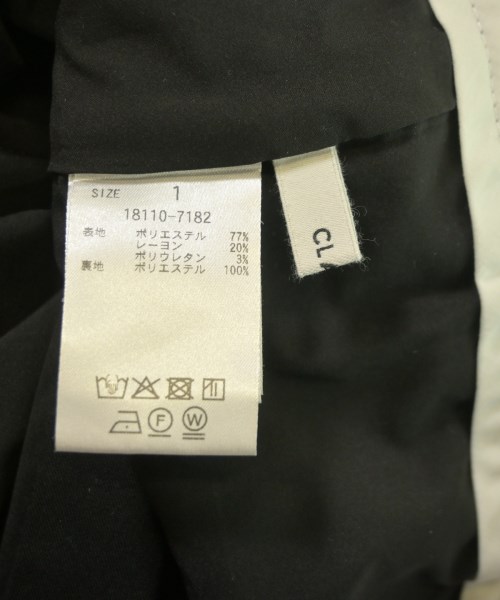 SIZE 1
18110-7182
表地 ポリエステル 77%
レーヨン 20%
ポリウレタン 3%
裏地 ポリエステル 100%
F W
CL